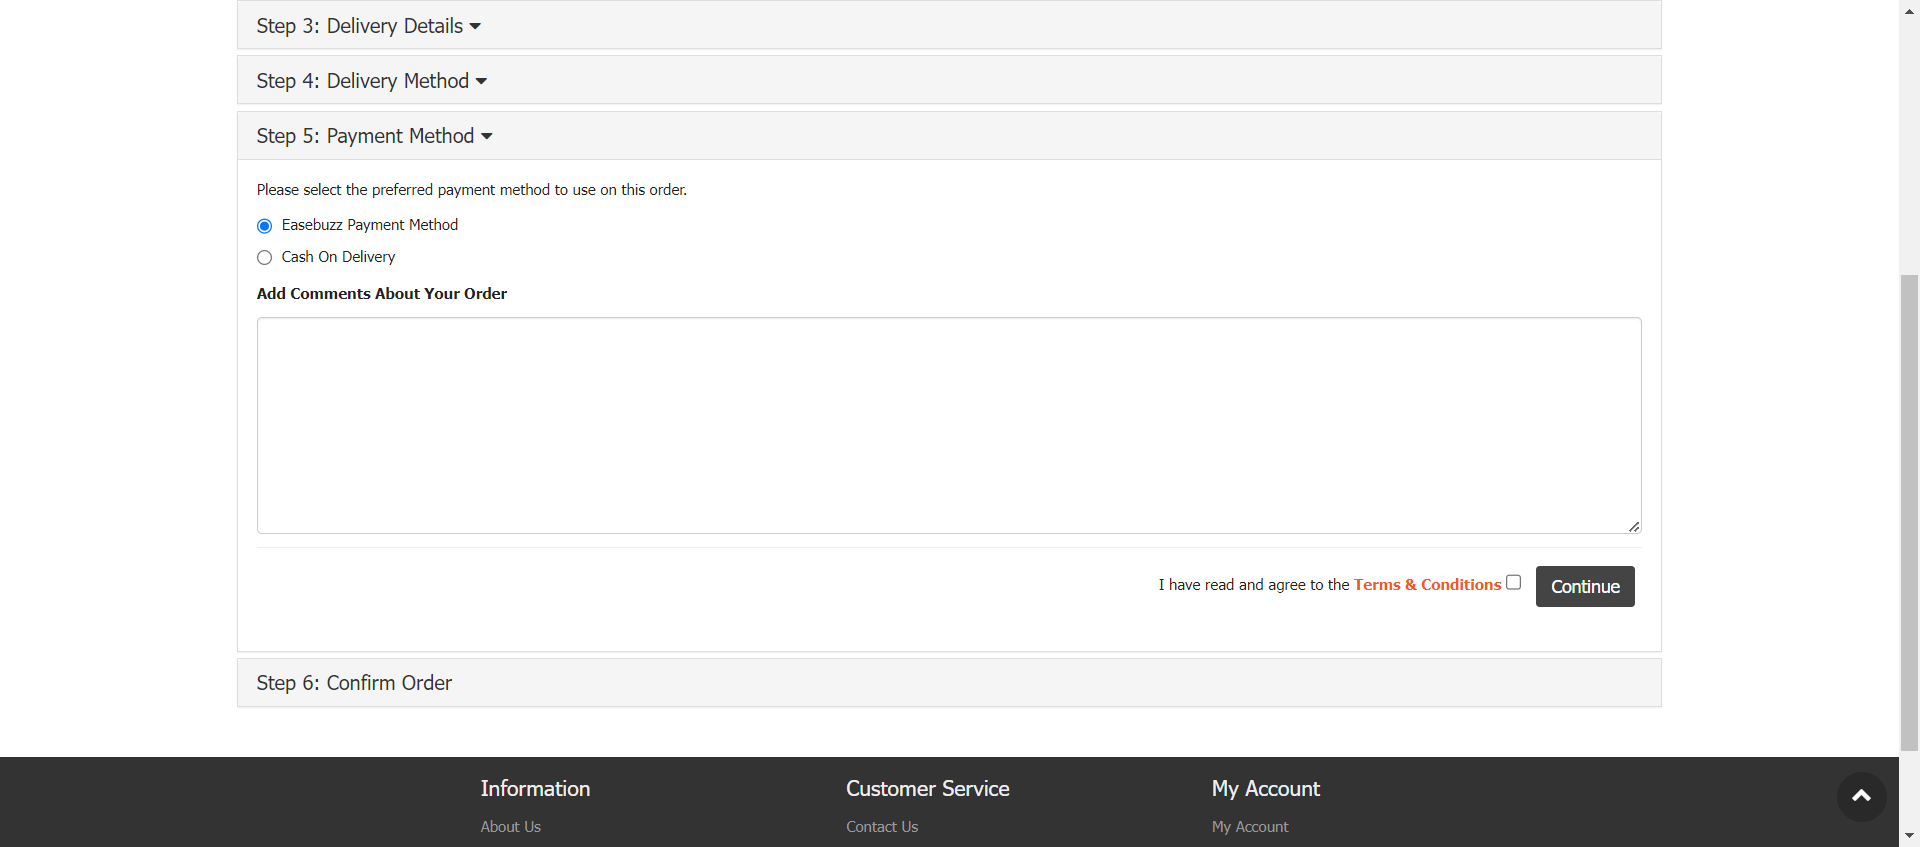 Step 3: Delivery Details
Step 4: Delivery Method
Step 5: Payment Method
Please select the preferred payment method to use on this order.
Easebuzz Payment Method
Cash On Delivery
Add Comments About Your Order
I have read and agree to the Terms & Conditions
Continue
Step 6: Confirm Order
Information
Customer Service
My Account
About Us
Contact Us
My Account